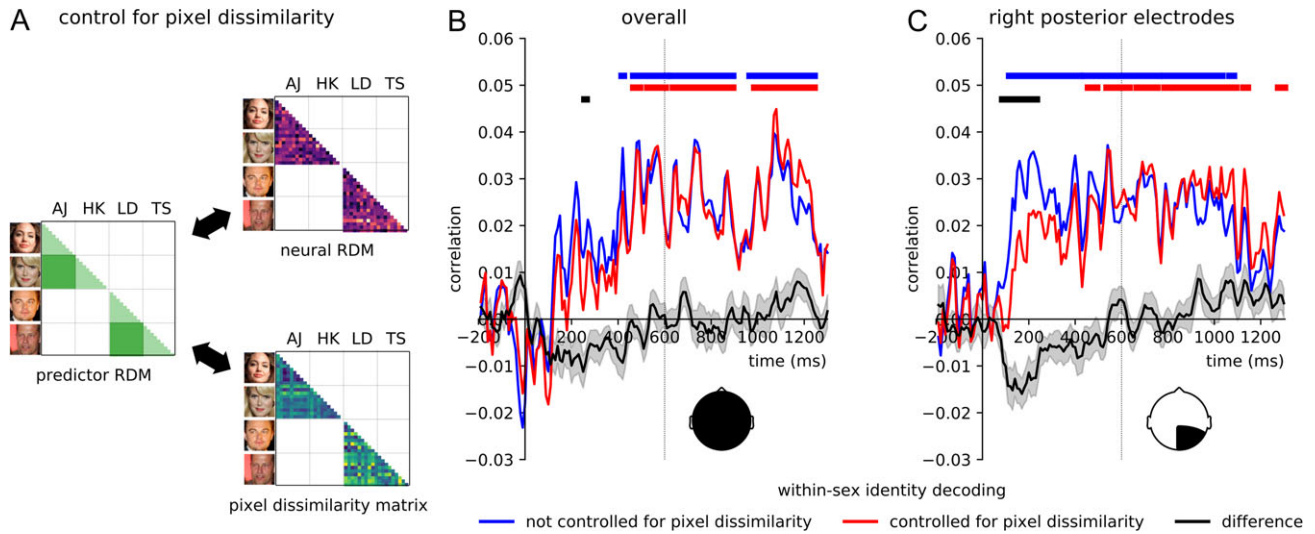 A control for pixel dissimilarity
AJ HK LD TS
neural RDM
AJ HK LD TS
predictor RDM
AJ HK LD TS
pixel dissimilarity matrix
B overall
0.06
0.05
0.04
0.03
0.02
0.01
0.00
−0.01
−0.02
−0.03
correlation
−200 200 400 600 800 1000 1200
time (ms)
C right posterior electrodes
0.06
0.05
0.04
0.03
0.02
0.01
0.00
−0.01
−0.02
−0.03
correlation
−200 200 400 600 800 1000 1200
time (ms)
within-sex identity decoding
not controlled for pixel dissimilarity controlled for pixel dissimilarity difference